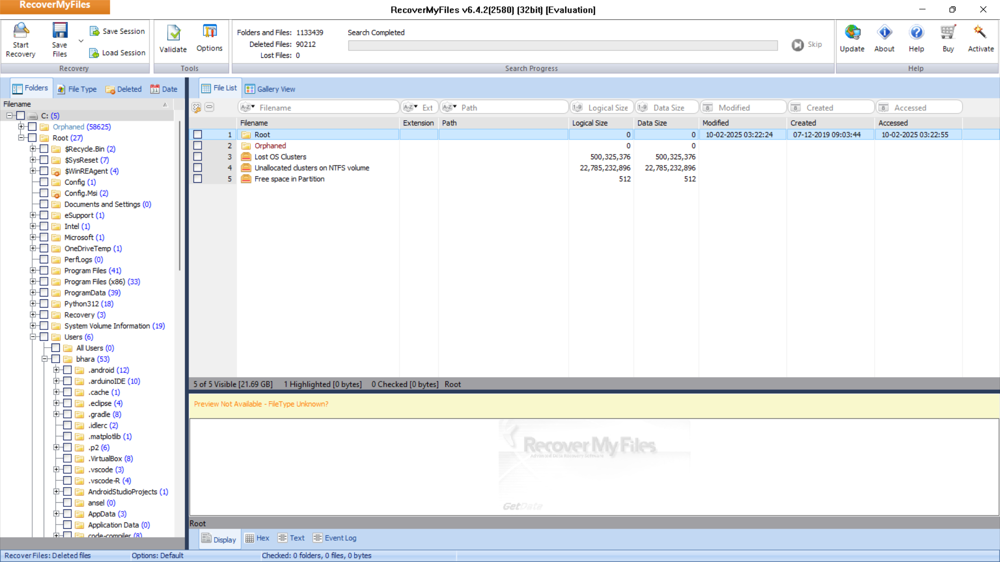 RecoverMyFiles
RecoverMyFiles v6.4.2(2580) (32bit) [Evaluation]
Start Recovery
Save Files
Save Session
Load Session
Recovery
Validate
Options
Tools
Folders and Files: 1133439
Deleted Files: 90212
Lost Files: 0
Search Completed
Skip
Search Progress
Update
About
Help
Buy
Activate
Help
Folders
File Type
Deleted
31 Date
Filename
C: (5)
Orphaned (58625)
Root (27)
$Recycle.Bin (2)
$SysReset (7)
$WinREAgent (4)
Config (1)
Config.Msi (2)
Documents and Settings (0)
eSupport (1)
Intel (1)
Microsoft (1)
OneDriveTemp (1)
PerfLogs (0)
Program Files (41)
Program Files (x86) (33)
ProgramData (39)
Python312 (18)
Recovery (3)
System Volume Information (19)
Users (6)
All Users (0)
bhara (53)
.android (12)
.arduinoIDE (10)
.cache (1)
.eclipse (4)
.gradle (8)
.idlerc (2)
.matplotlib (1)
.p2 (6)
.VirtualBox (8)
.vscode (3)
.vscode-R (4)
AndroidStudioProjects (1)
ansel (0)
AppData (3)
Application Data (0)
code-compiler (8)
File List
Gallery View
A-Z Filename A-Z Ext A-Z Path 1-9 Logical Size 1-9 Data Size 8 Modified 8 Created 8 Accessed
Filename Extension Path Logical Size Data Size Modified Created Accessed
1 Root 0 0 10-02-2025 03:22:24 07-12-2019 09:03:44 10-02-2025 03:22:55
2 Orphaned 0 0
3 Lost OS Clusters 500,325,376 500,325,376
4 Unallocated clusters on NTFS volume 22,785,232,896 22,785,232,896
5 Free space in Partition 512 512
5 of 5 Visible [21.69 GB] 1 Highlighted [0 bytes] 0 Checked [0 bytes] Root
Preview Not Available - FileType Unknown?
Recover My Files
Advanced Data Recovery Software
GetData
Root
Display
Hex
Text
Event Log
Recover Files: Deleted files Options: Default Checked: 0 folders, 0 files, 0 bytes